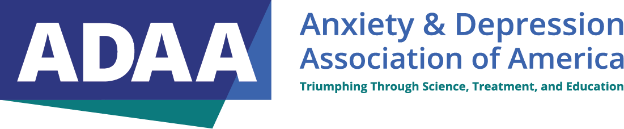 ADAA
Anxiety & Depression
Association of America
Triumphing Through Science, Treatment, and Education